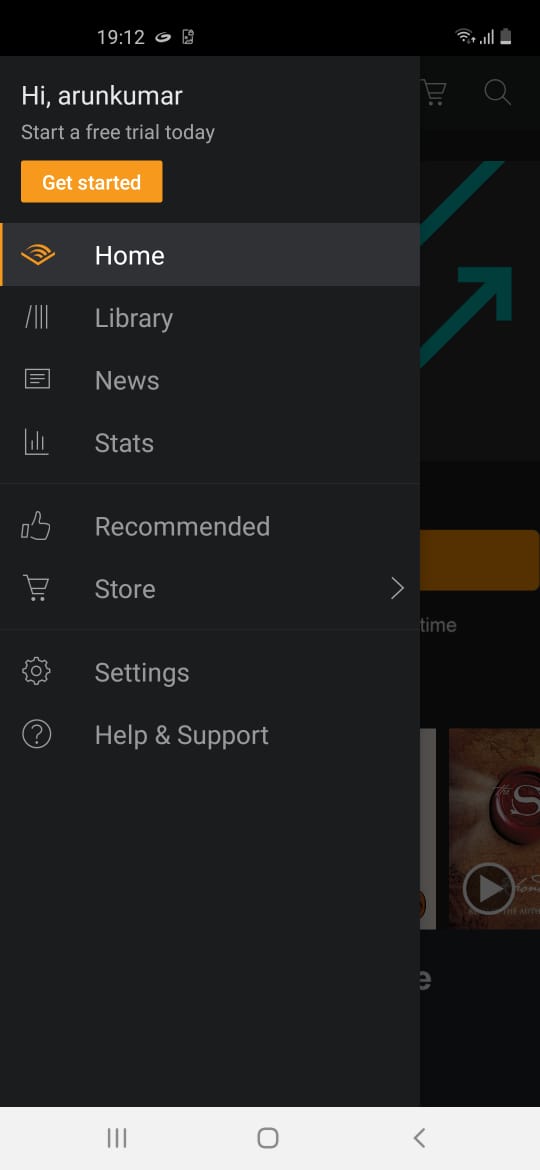 19:12
Hi, arunkumar
Start a free trial today
Get started
Home
Library
News
Stats
Recommended
Store
time
Settings
Help & Support
the S
e